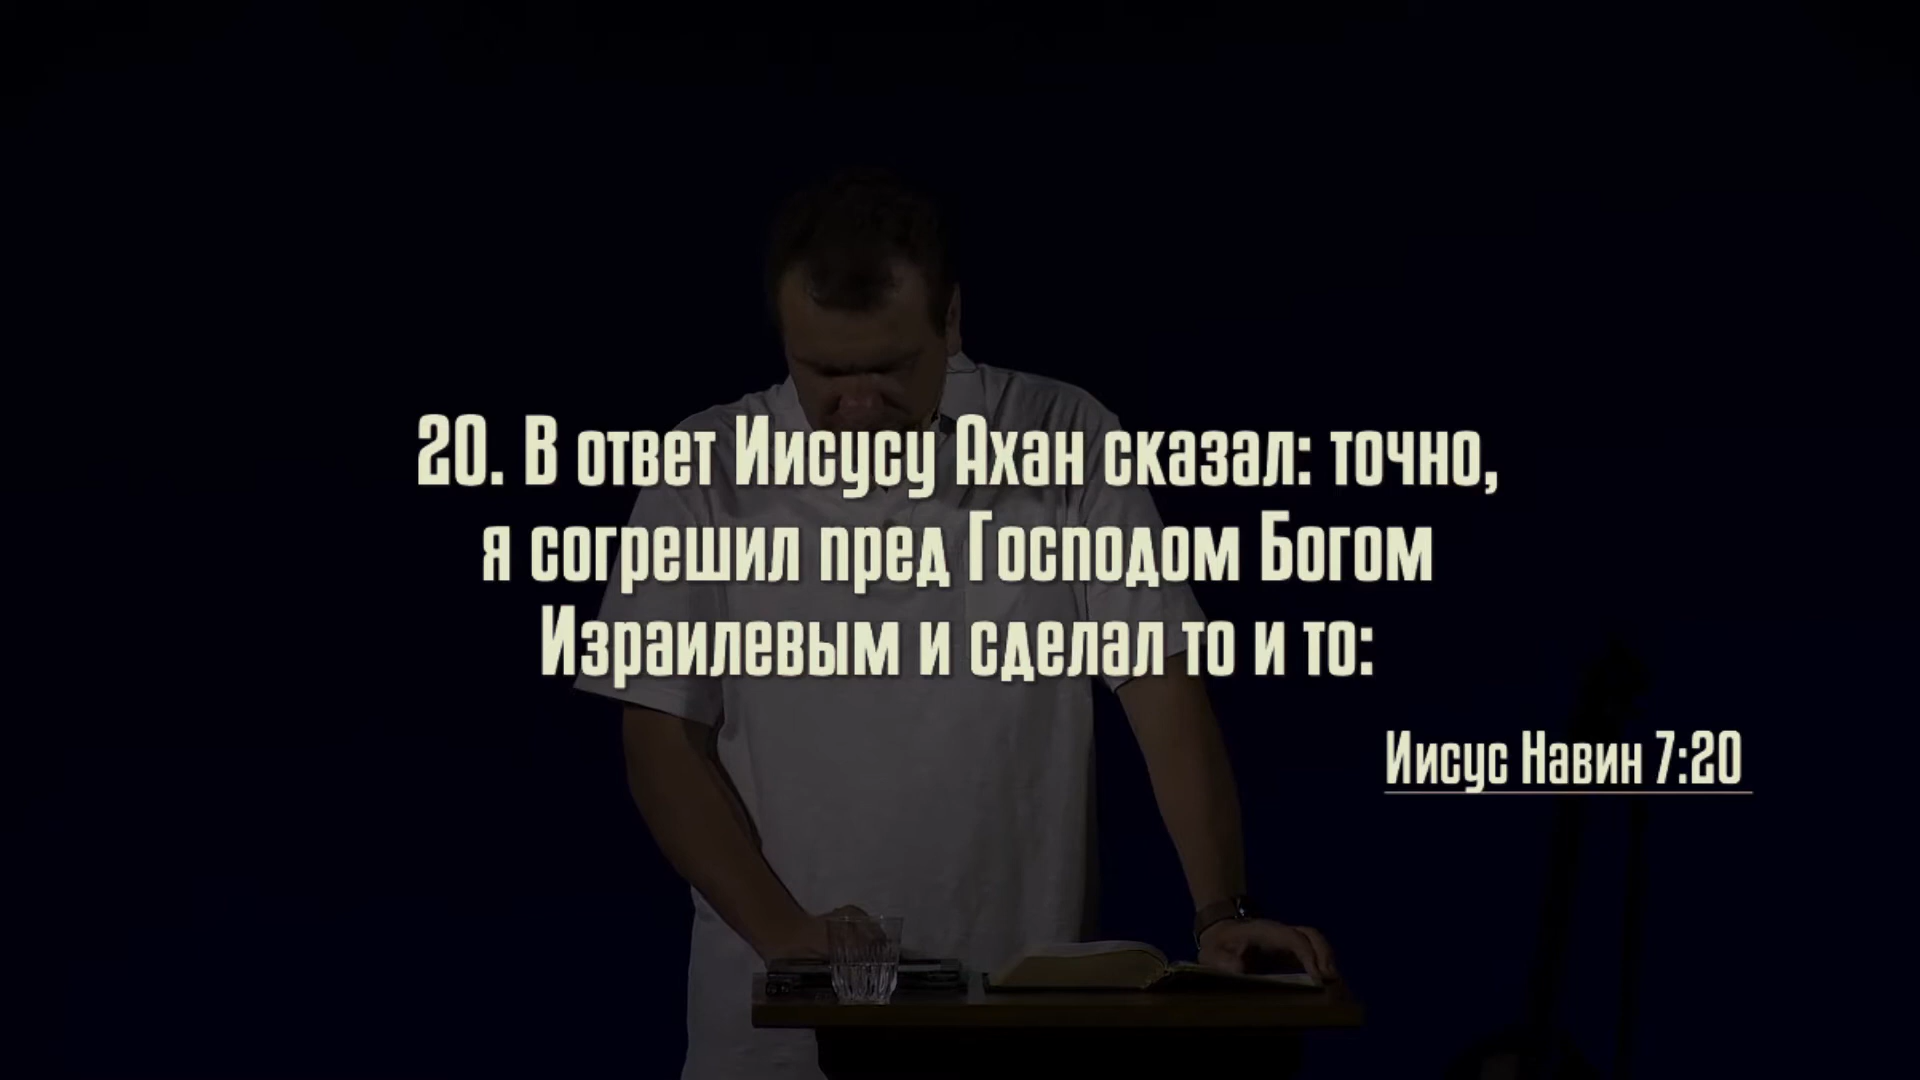 20. В ответ Иисусу Ахан сказал: точно,
я согрешил пред Господом Богом
Израилевым и сделал то и то:
Иисус Навин 7:20